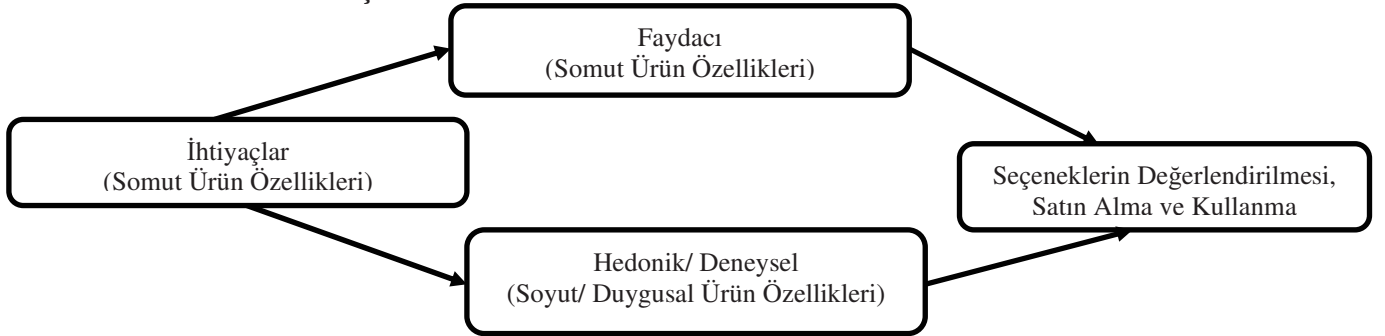 Faydacı
(Somut Ürün Özellikleri)
İhtiyaçlar
(Somut Ürün Özellikleri)
Seçeneklerin Değerlendirilmesi,
Satın Alma ve Kullanma
Hedonik/ Deneysel
(Soyut/ Duygusal Ürün Özellikleri)